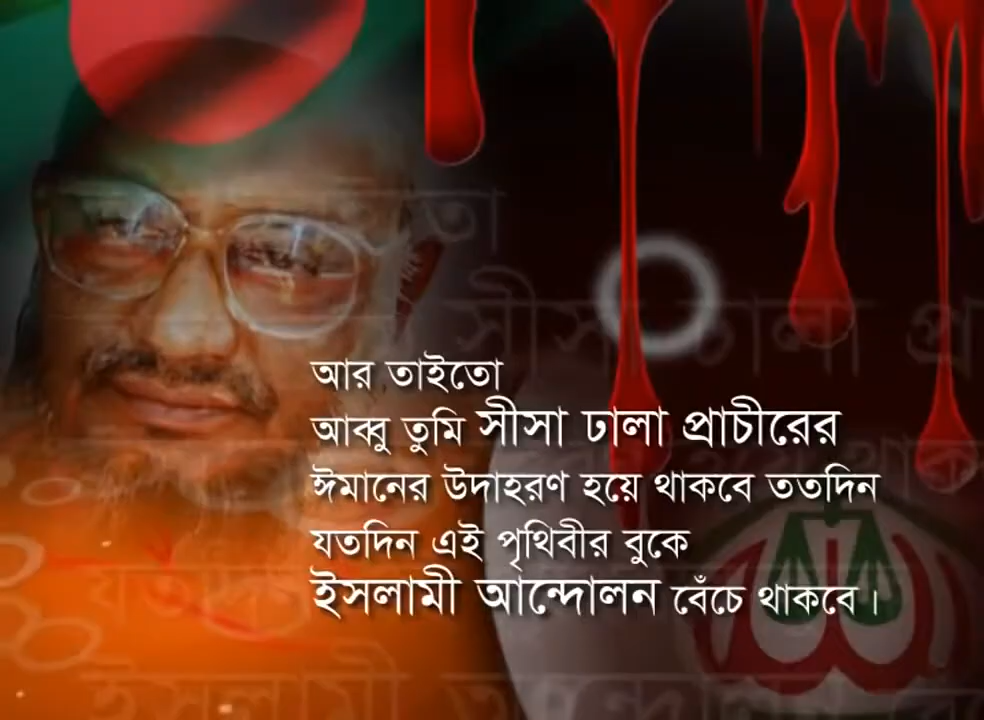 আর তাইতো
আব্বু তুমি সীসা ঢালা প্রাচীরের
ঈমানের উদাহরণ হয়ে থাকবে ততদিন
যতদিন এই পৃথিবীর বুকে
ইসলামী আন্দোলন বেঁচে থাকবে।